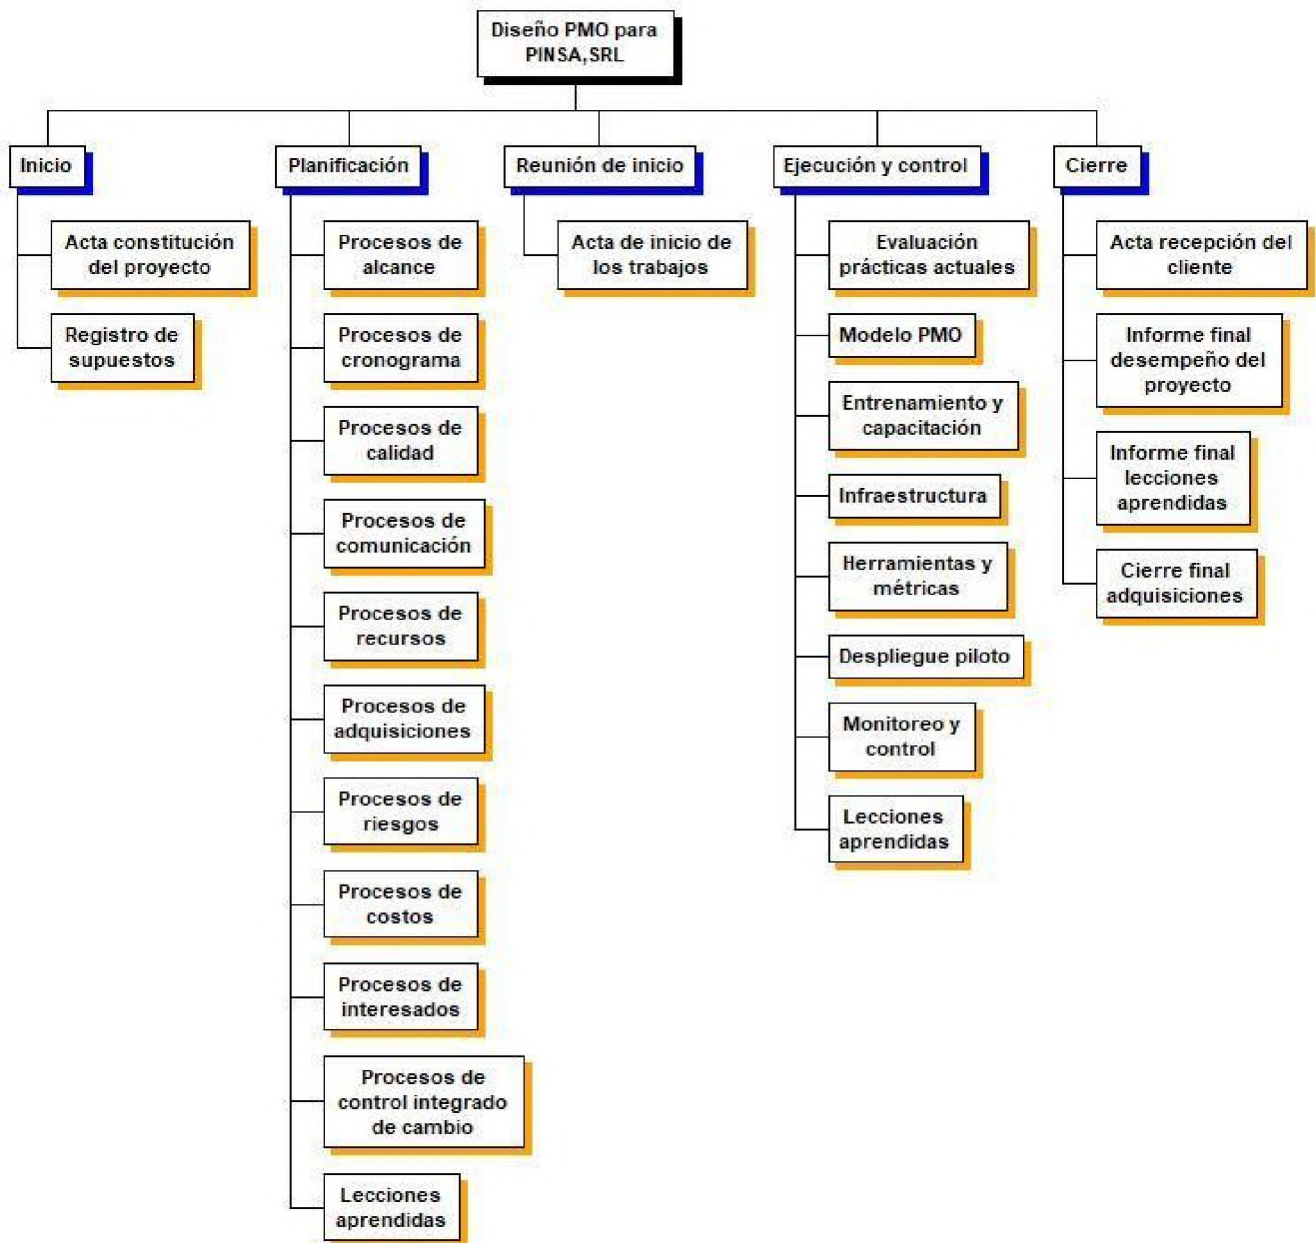 Diseño PMO para
PINSA,SRL
Inicio
Acta constitución
del proyecto
Registro de
supuestos
Planificación
Procesos de
alcance
Procesos de
cronograma
Procesos de
calidad
Procesos de
comunicación
Procesos de
recursos
Procesos de
adquisiciones
Procesos de
riesgos
Procesos de
costos
Procesos de
interesados
Procesos de
control integrado
de cambio
Lecciones
aprendidas
Reunión de inicio
Acta de inicio de
los trabajos
Ejecución y control
Evaluación
prácticas actuales
Modelo PMO
Entrenamiento y
capacitación
Infraestructura
Herramientas y
métricas
Despliegue piloto
Monitoreo y
control
Lecciones
aprendidas
Cierre
Acta recepción del
cliente
Informe final
desempeño del
proyecto
Informe final
lecciones
aprendidas
Cierre final
adquisiciones